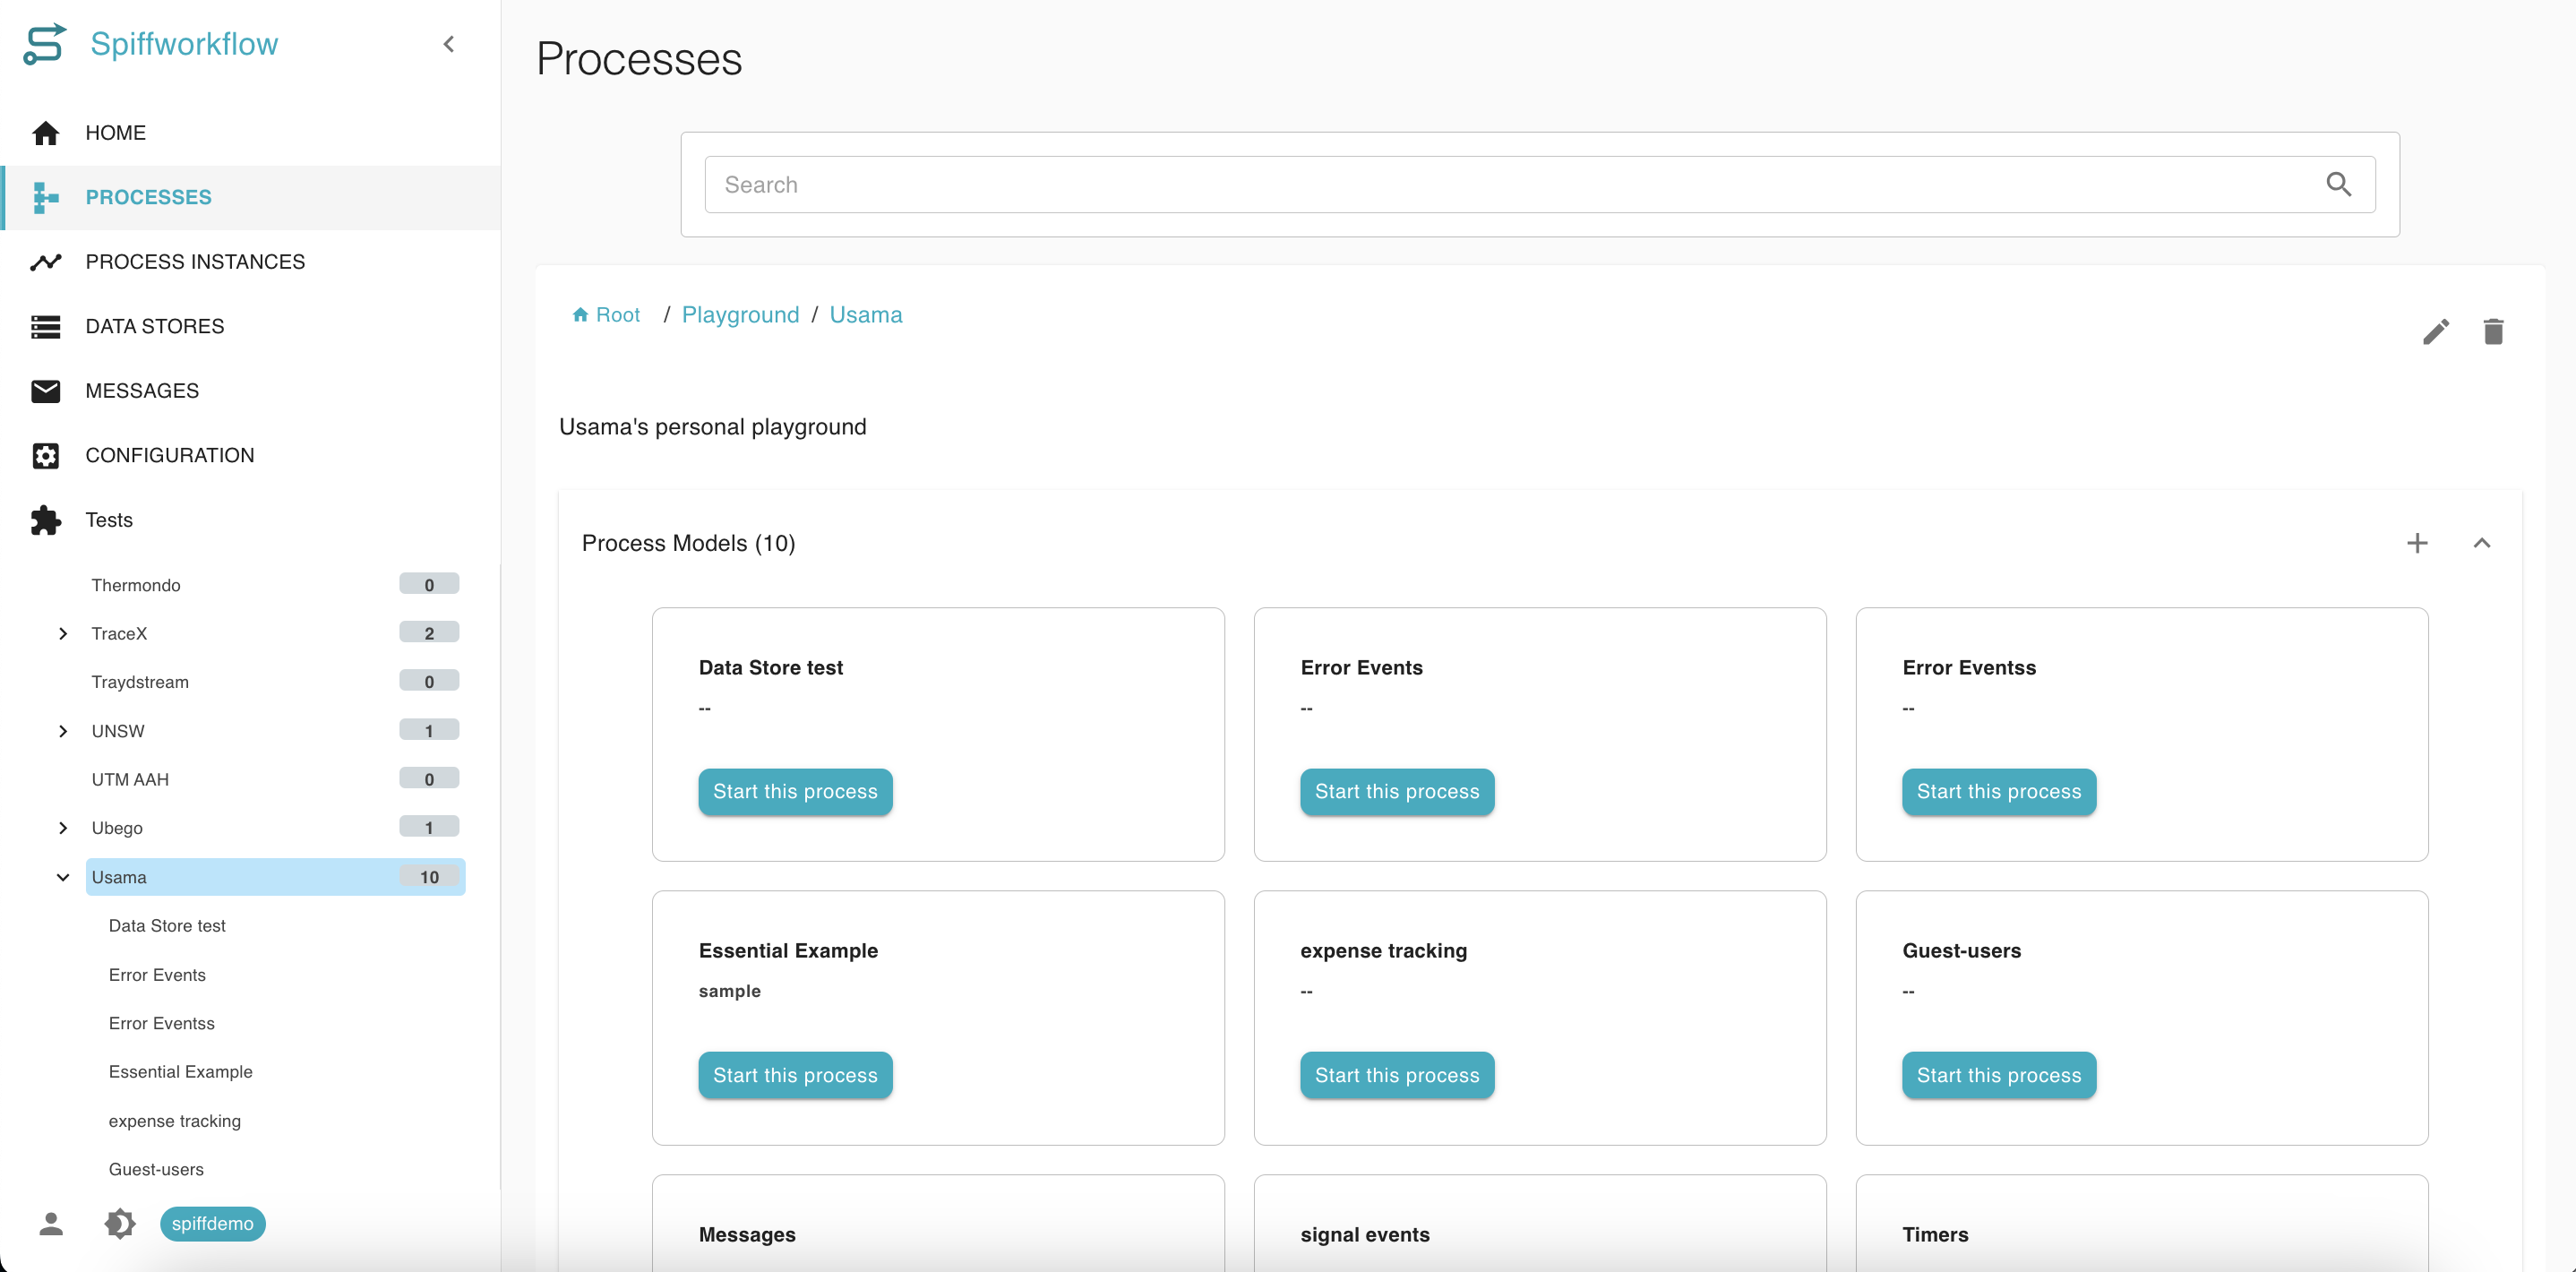 Spiffworkflow
HOME
PROCESSES
PROCESS INSTANCES
DATA STORES
MESSAGES
CONFIGURATION
Tests
Thermondo 0
TraceX 2
Traydstream 0
UNSW 1
UTM AAH 0
Ubego 1
Usama 10
Data Store test
Error Events
Error Eventss
Essential Example
expense tracking
Guest-users
spiffdemo
Processes
Search
Root / Playground / Usama
Usama's personal playground
Process Models (10)
Data Store test
--
Start this process
Error Events
--
Start this process
Error Eventss
--
Start this process
Essential Example
sample
Start this process
expense tracking
--
Start this process
Guest-users
--
Start this process
Messages
signal events
Timers